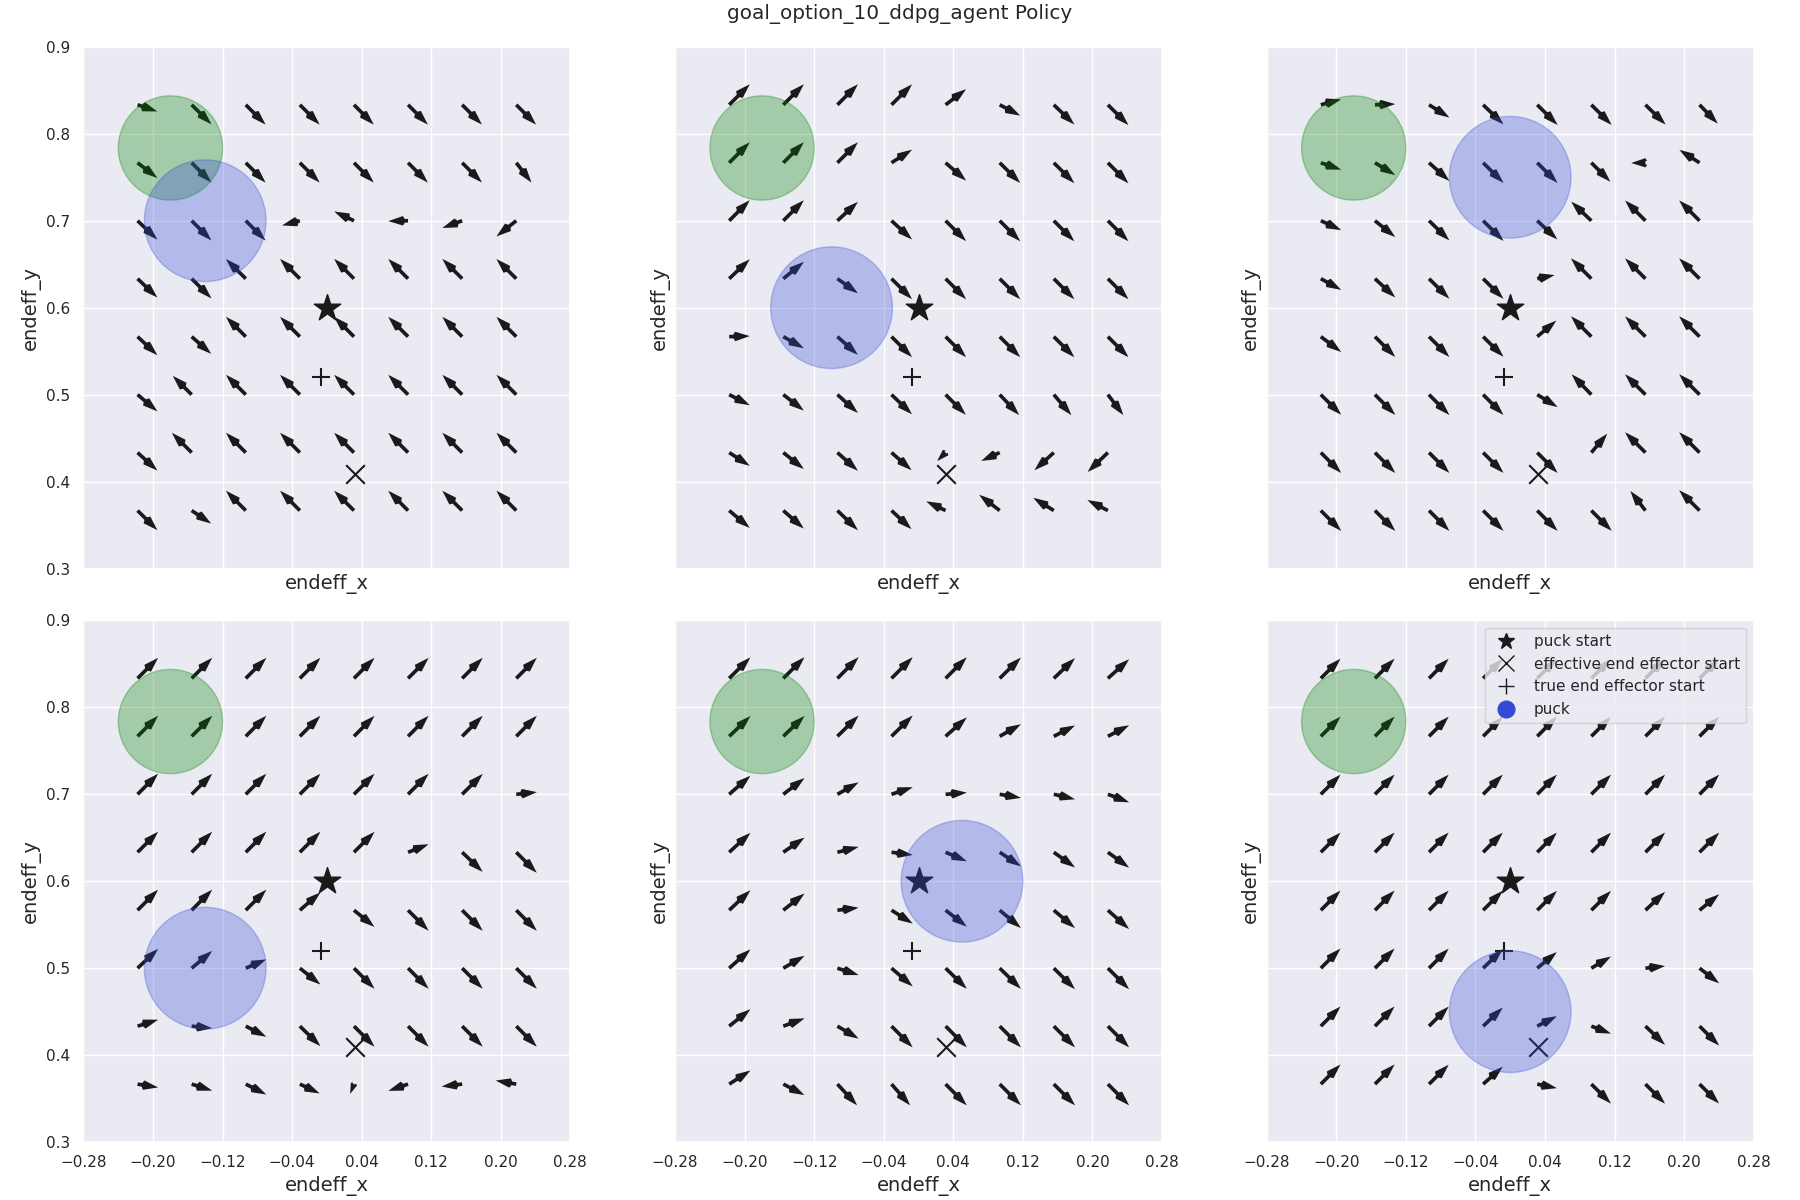 goal_option_10_ddpg_agent Policy
0.9
0.8
0.7
0.6
0.5
0.4
0.3
endeff_y
endeff_x
endeff_y
endeff_x
endeff_y
endeff_x
0.9
0.8
0.7
0.6
0.5
0.4
0.3
endeff_y
−0.28 −0.20 −0.12 −0.04 0.04 0.12 0.20 0.28
endeff_x
endeff_y
−0.28 −0.20 −0.12 −0.04 0.04 0.12 0.20 0.28
endeff_x
endeff_y
puck start
effective end effector start
true end effector start
puck
−0.28 −0.20 −0.12 −0.04 0.04 0.12 0.20 0.28
endeff_x